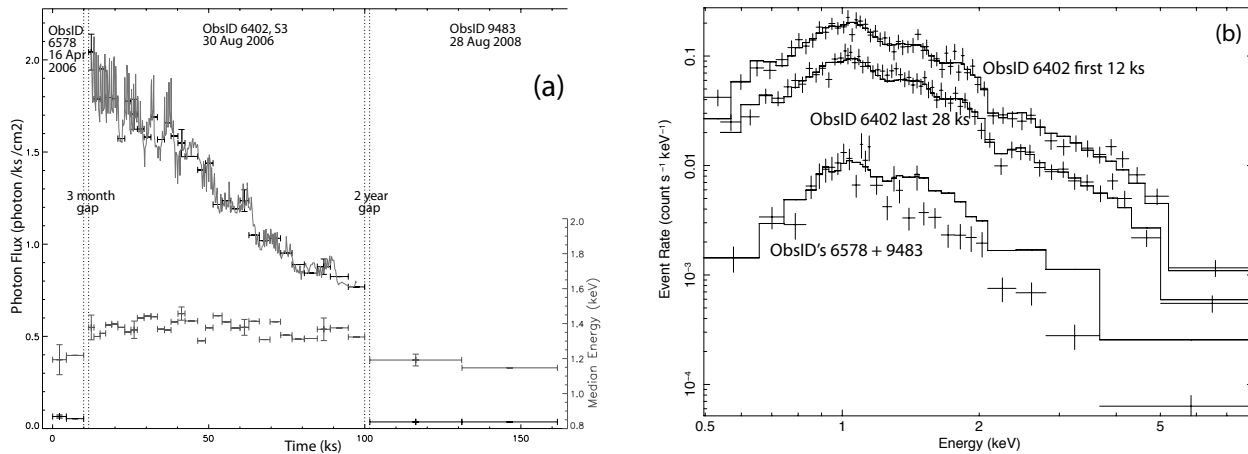 ObsID
6578
16 Apr
2006
ObsID 6402, S3
30 Aug 2006
ObsID 9483
28 Aug 2008
(a)
3 month
gap
2 year
gap
Photon Flux (photon /ks /cm2)
2.0
1.5
1.0
0.5
0.0
0
50
100
150
Time (ks)
2.0
1.8
1.6
1.4
1.2
1.0
0.8
Median Energy (keV)
(b)
ObsID 6402 first 12 ks
ObsID 6402 last 28 ks
ObsID's 6578 + 9483
Event Rate (count s⁻¹ keV⁻¹)
0.1
0.01
10⁻³
10⁻⁴
0.5
1
2
5
Energy (keV)